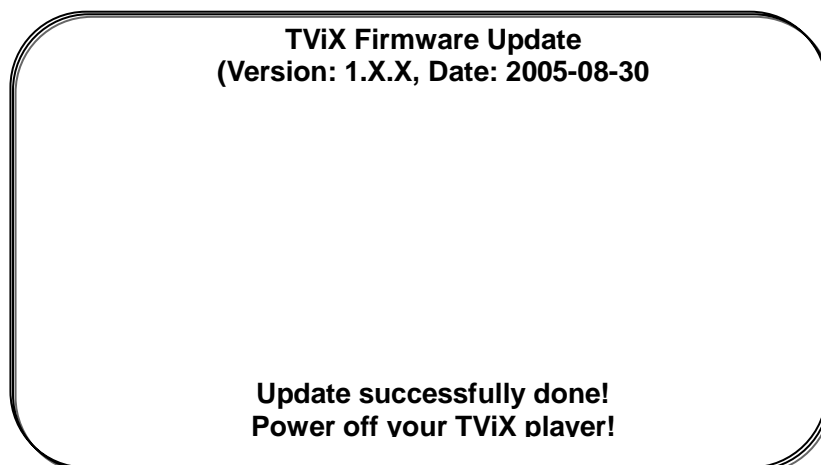 TViX Firmware Update
(Version: 1.X.X, Date: 2005-08-30
Update successfully done!
Power off your TViX player!